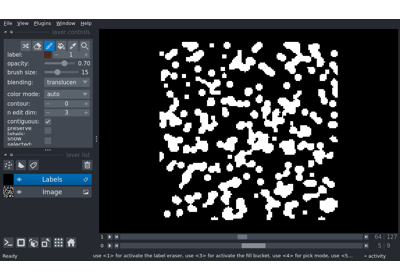 File View Plugins Window Help
layer controls
label: 1
opacity: 0.70
brush size: 15
blending: translucen
color mode: auto
contour: 0
n edit dim: 3
contiguous:
preserve labels:
show selected:
layer list
Labels
Image
1 64 127
0 5 9
Ready use <1> for activate the label eraser, use <3> for activate the fill bucket, use <4> for pick mode, use <5... activity